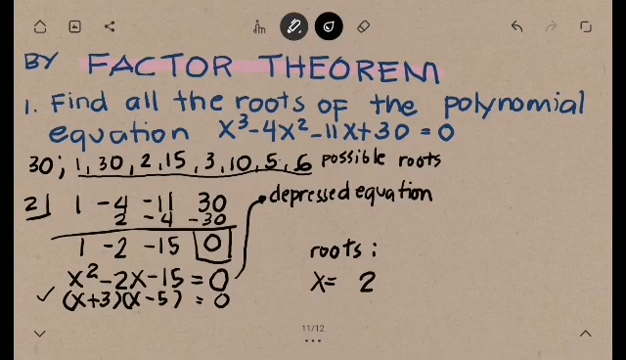 BY FACTOR THEOREM
1. Find all the roots of the polynomial
equation x³-4x²-11x+30=0
30; 1, 30, 2, 15, 3, 10, 5, 6 possible roots
2| 1 -4 -11 30
2 -4 -30
1 -2 -15 0
x²-2x-15=0
depressed equation
✓ (x+3)(x-5) = 0
roots:
x= 2
11/12